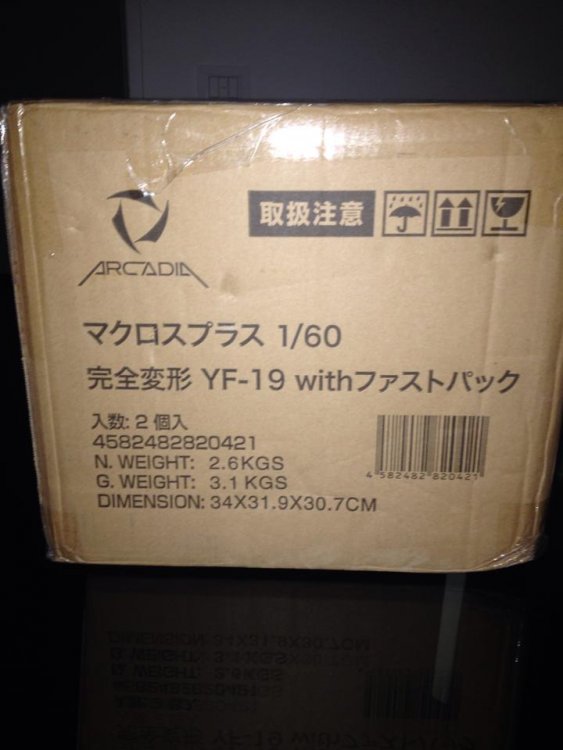 取扱注意
ARCADIA
マクロスプラス 1/60
完全変形 YF-19 withファストパック
入数: 2 個入
4582482820421
N. WEIGHT: 2.6KGS
G. WEIGHT: 3.1KGS
DIMENSION: 34X31.9X30.7CM
4 582482 820421